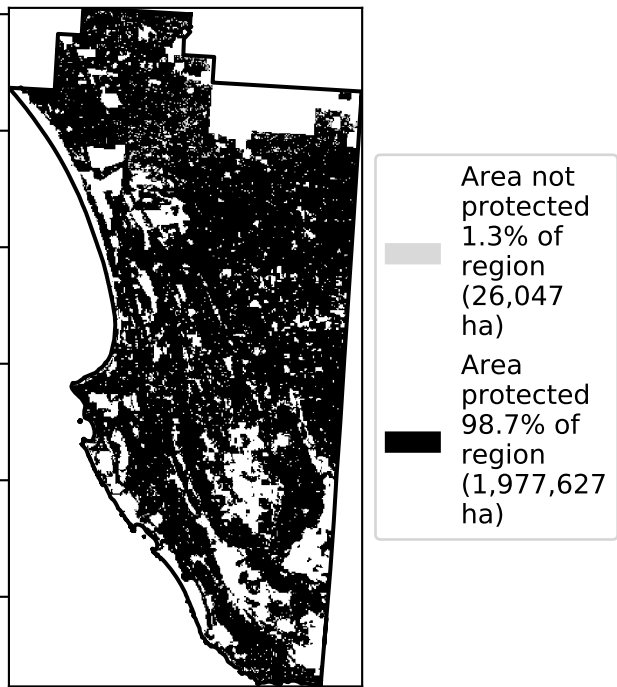 Area not
protected
1.3% of
region
(26,047
ha)
Area
protected
98.7% of
region
(1,977,627
ha)